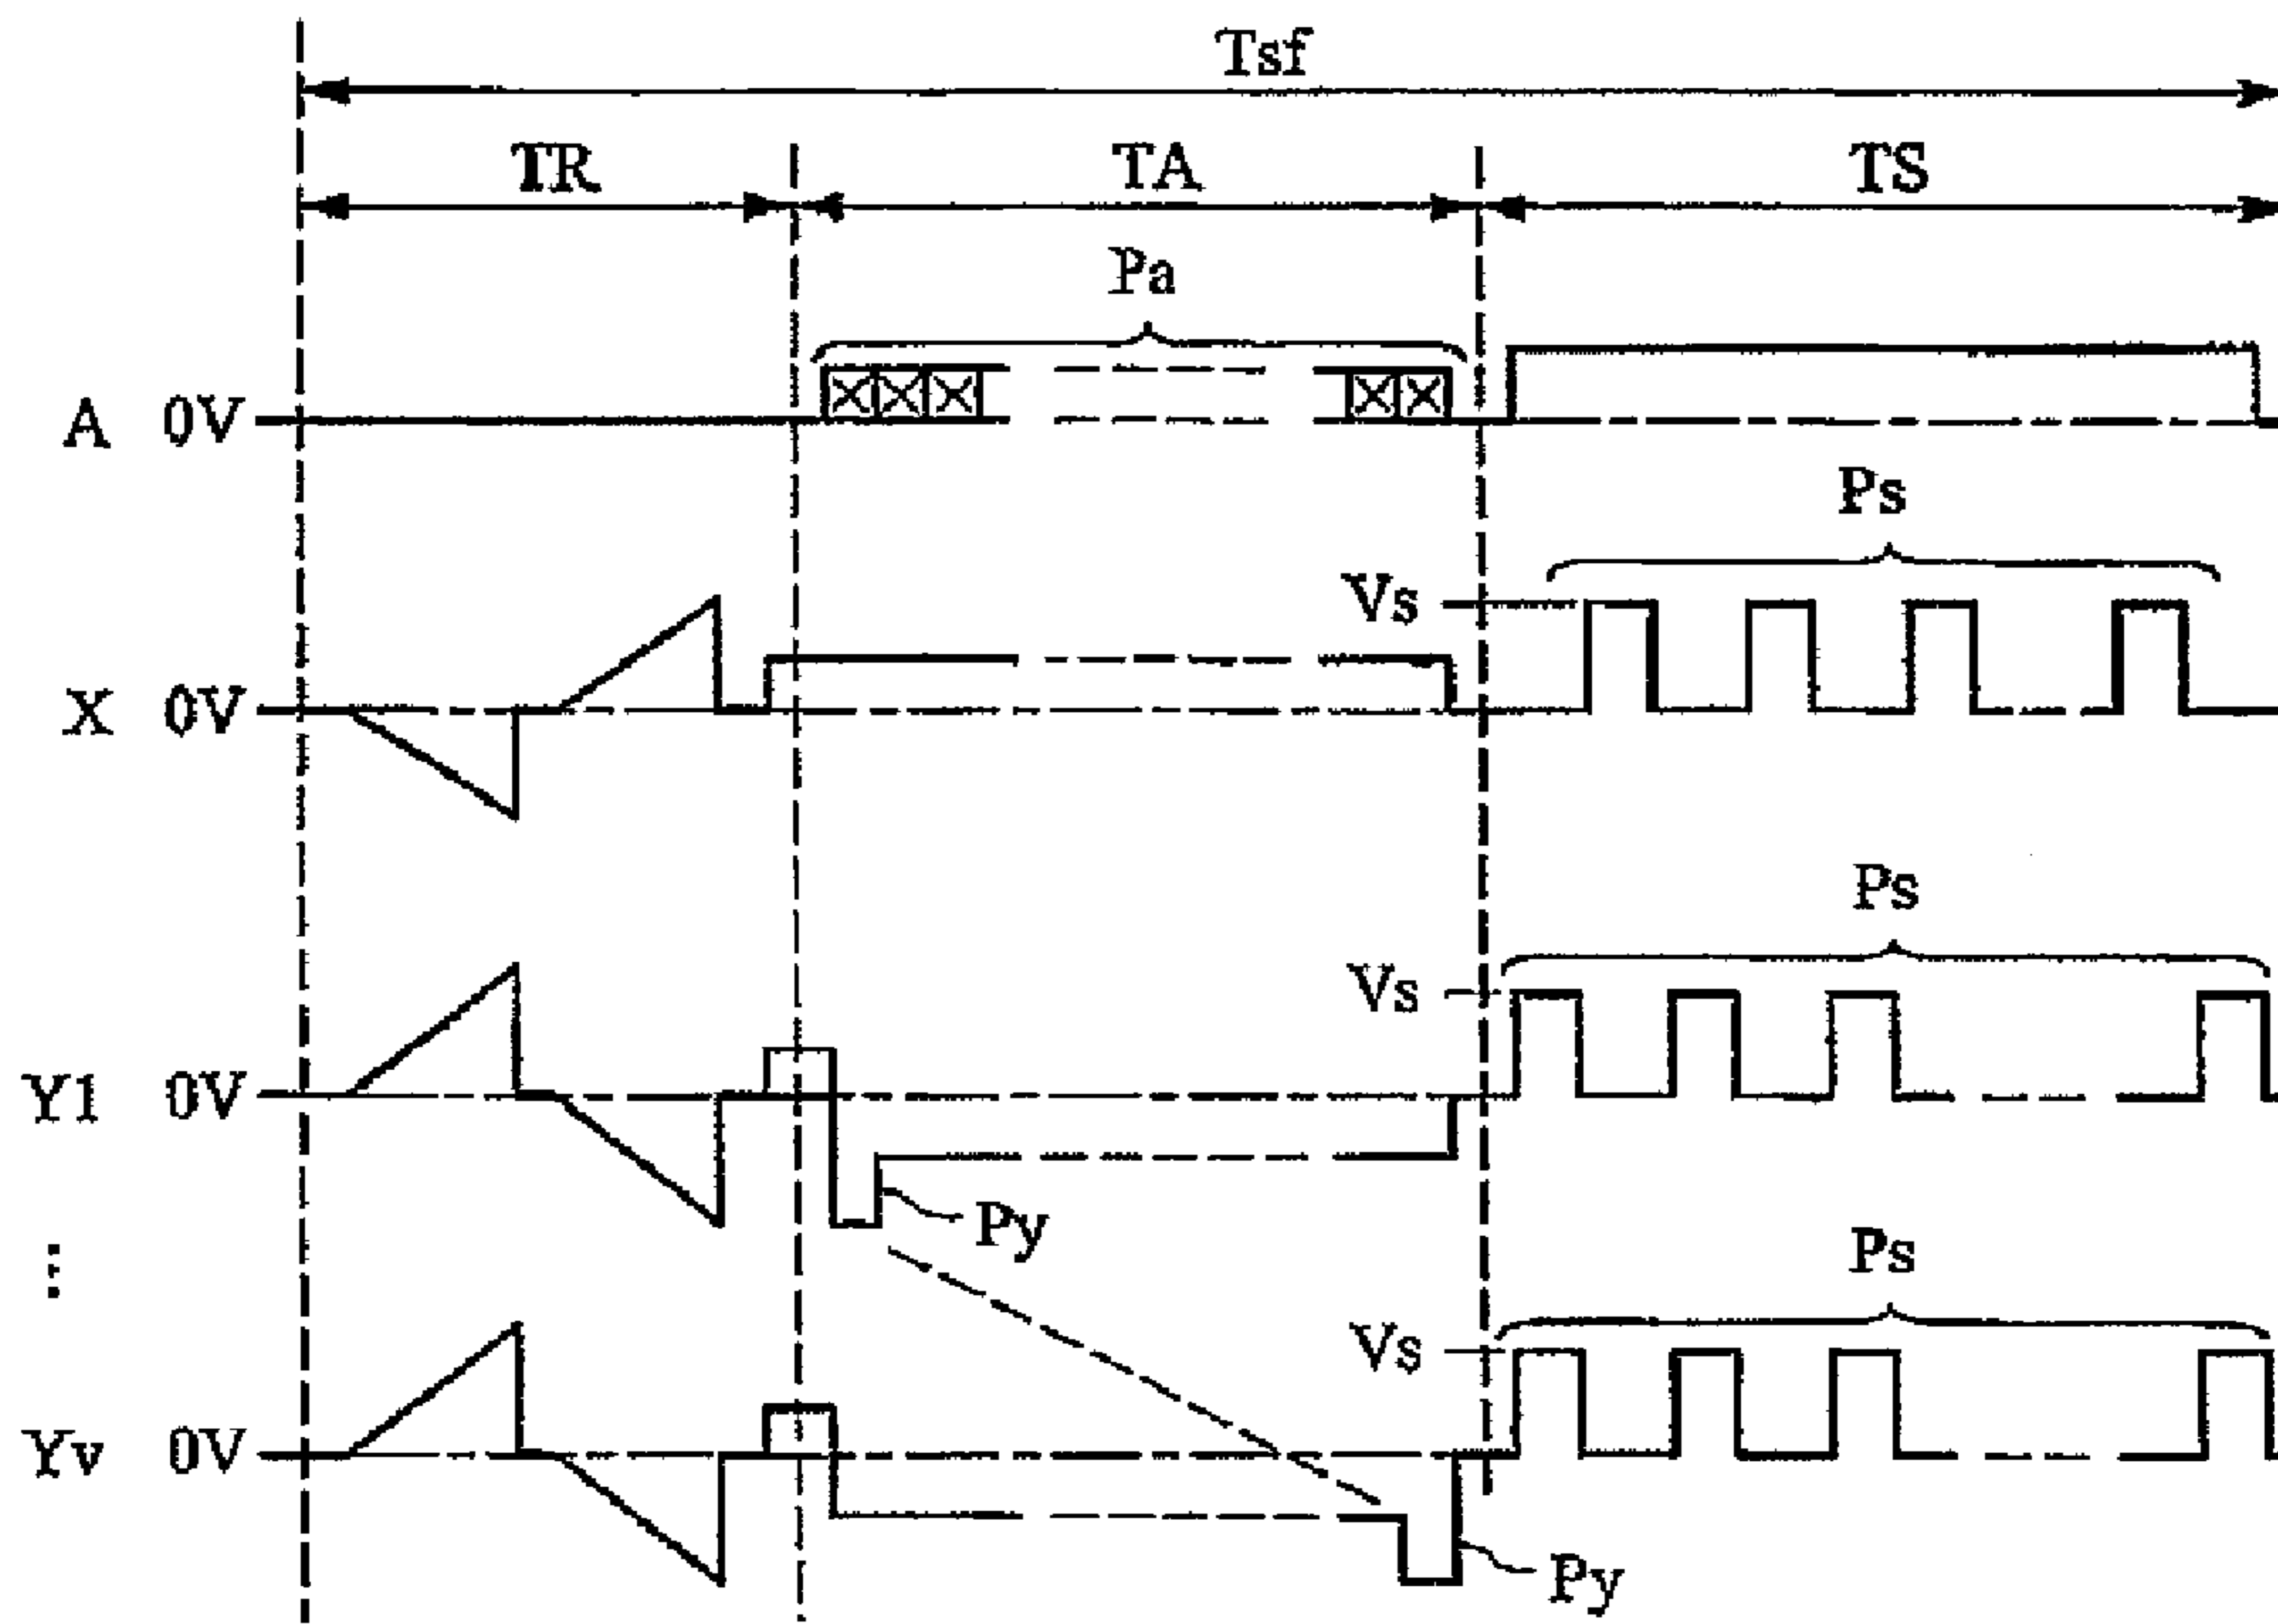 Tsf
TR TA TS
Pa
A 0V
Ps
Vs
X 0V
Ps
Vs
Y1 0V
Py
⋮
Ps
Vs
Yv 0V
Py